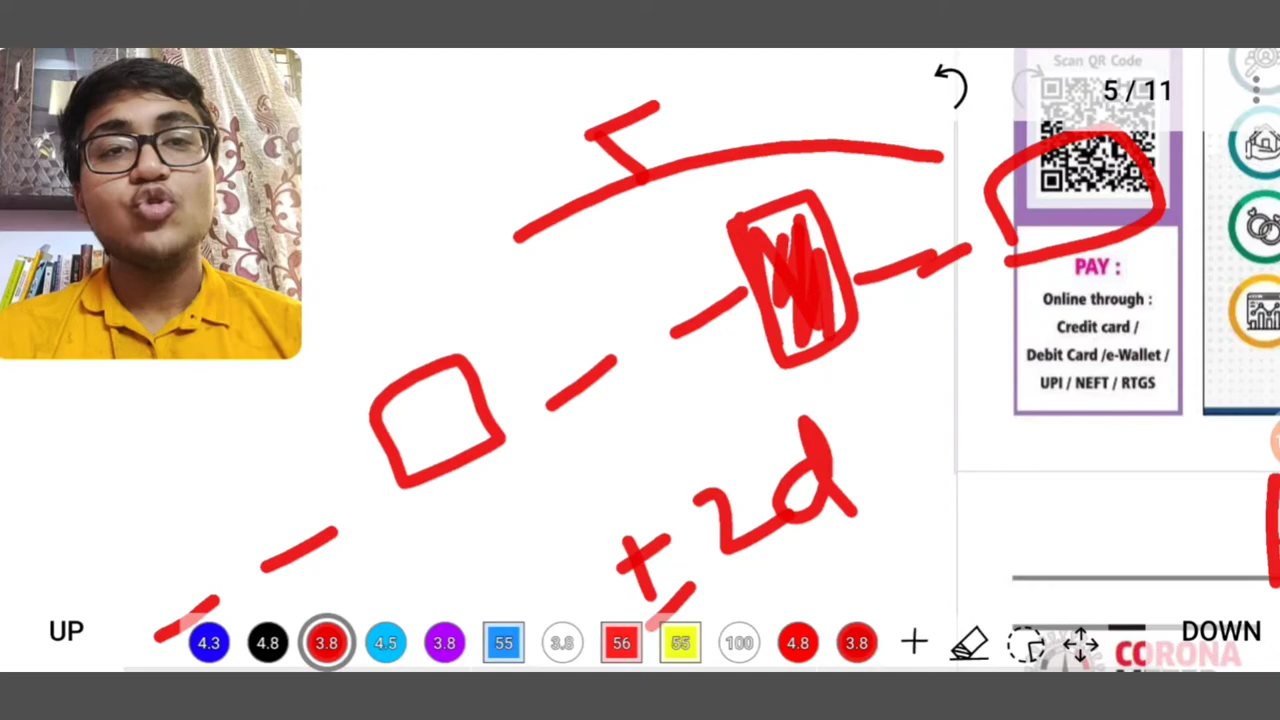 Scan QR Code
5 / 11
PAY :
Online through :
Credit card /
Debit Card /e-Wallet /
UPI / NEFT / RTGS
± 2d
UP
4.3 4.8 3.8 4.5 3.8 55 3.8 56 55 100 4.8 3.8
DOWN
CORONA